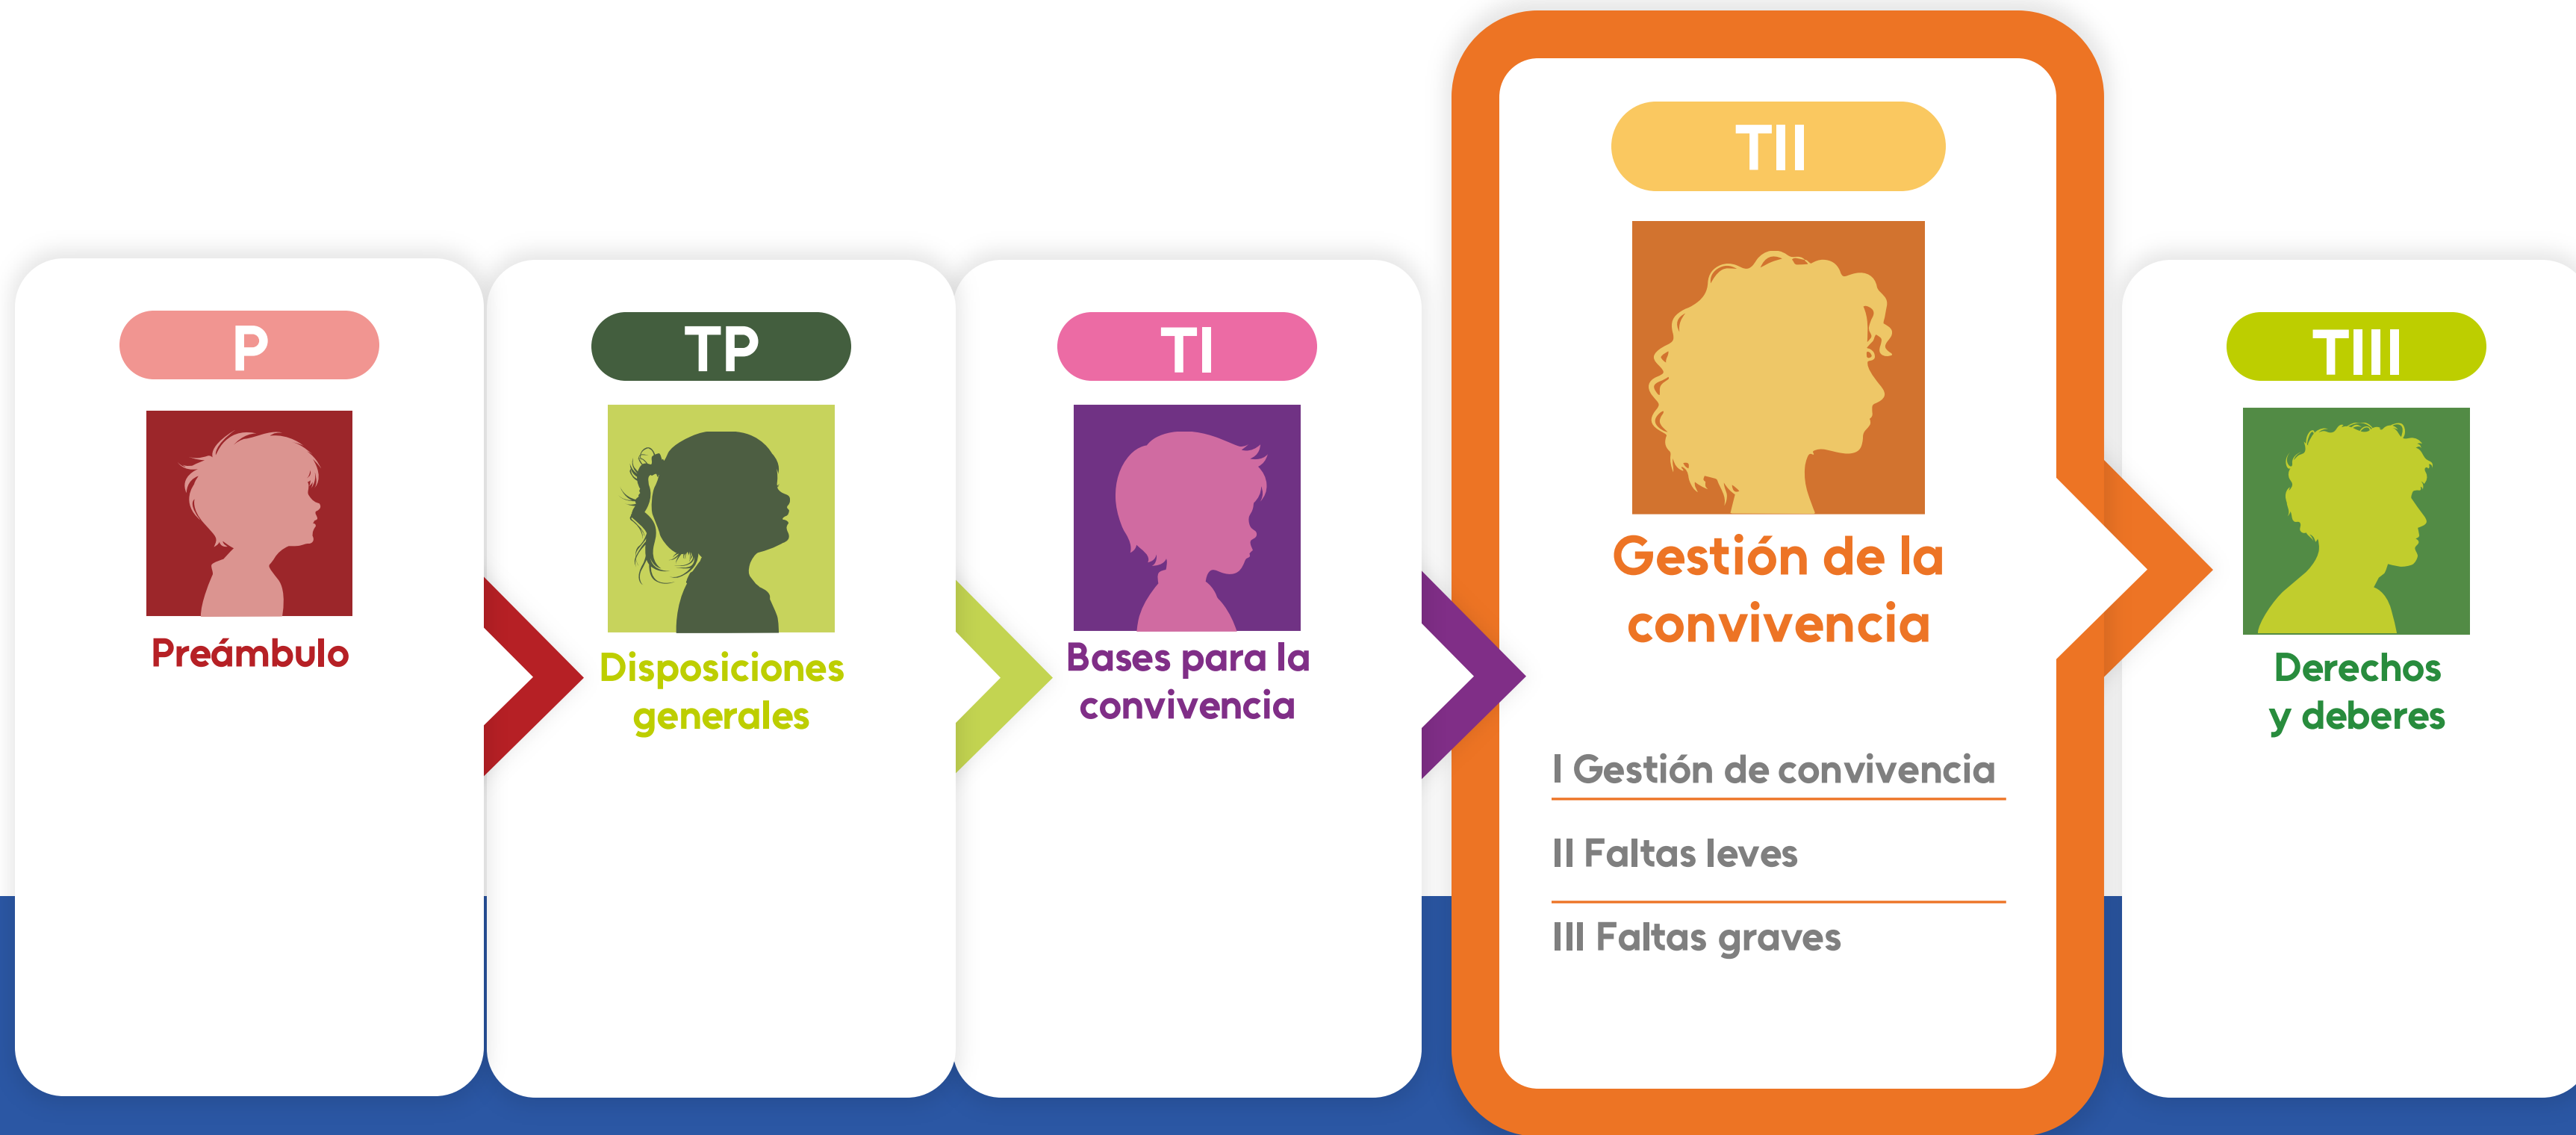 P
Preámbulo
TP
Disposiciones
generales
TI
Bases para la
convivencia
TII
Gestión de la
convivencia
I Gestión de convivencia
II Faltas leves
III Faltas graves
TIII
Derechos
y deberes